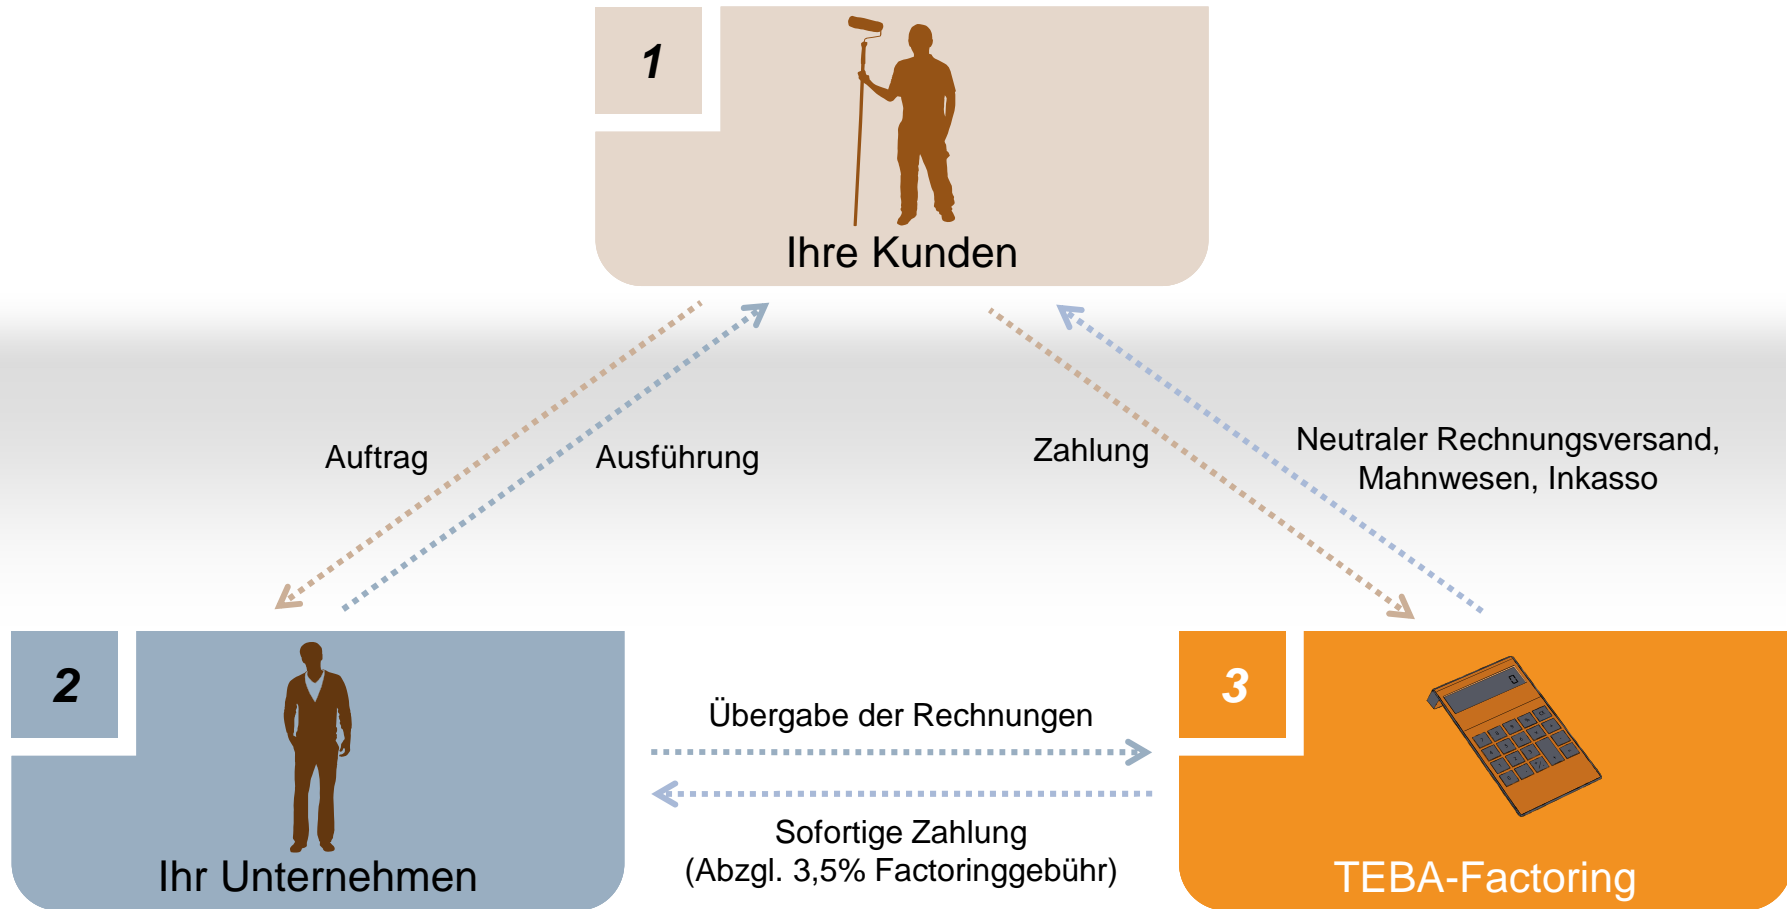 1
Ihre Kunden
Auftrag
Ausführung
Zahlung
Neutraler Rechnungsversand,
Mahnwesen, Inkasso
2
Ihr Unternehmen
Übergabe der Rechnungen
Sofortige Zahlung
(Abzgl. 3,5% Factoringgebühr)
3
TEBA-Factoring